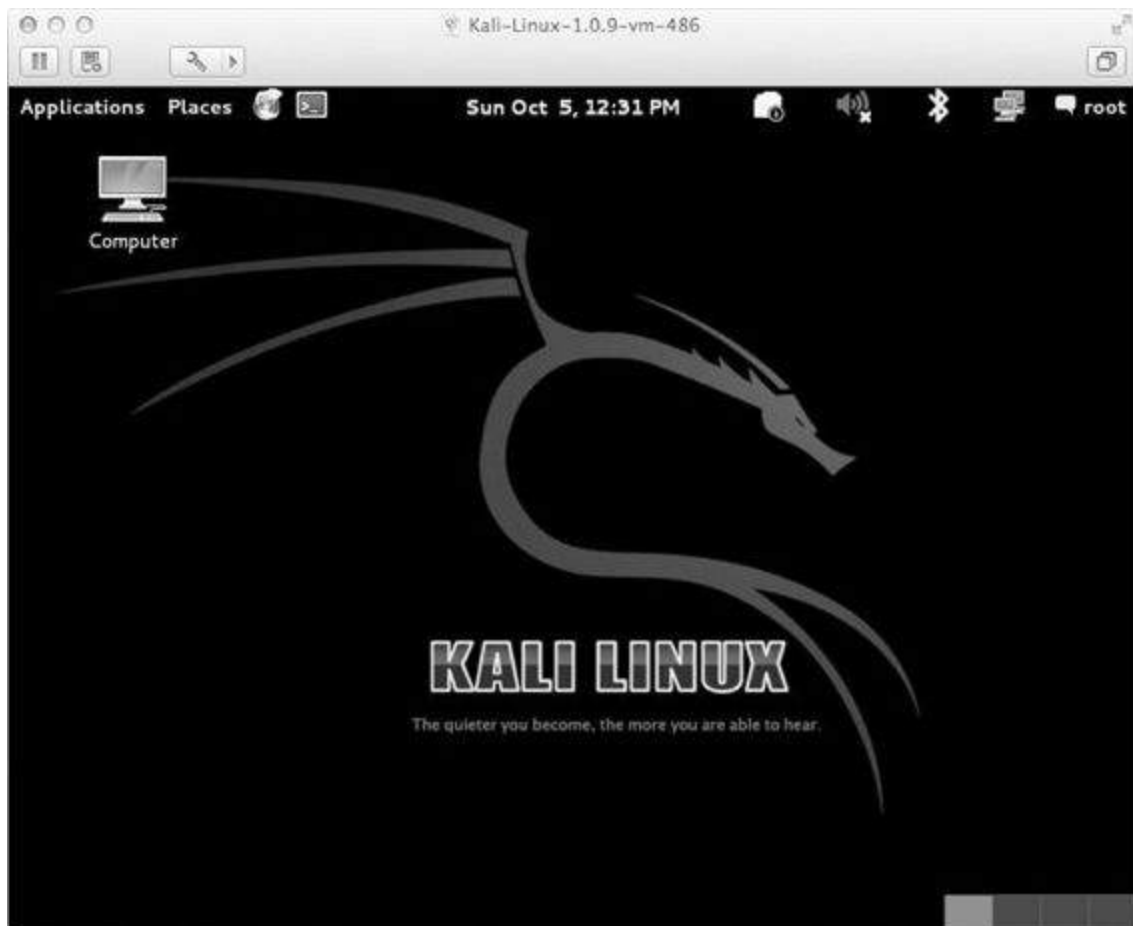 Kali-Linux-1.0.9-vm-486
Applications Places Sun Oct 5, 12:31 PM root
Computer
KALI LINUX
The quieter you become, the more you are able to hear.